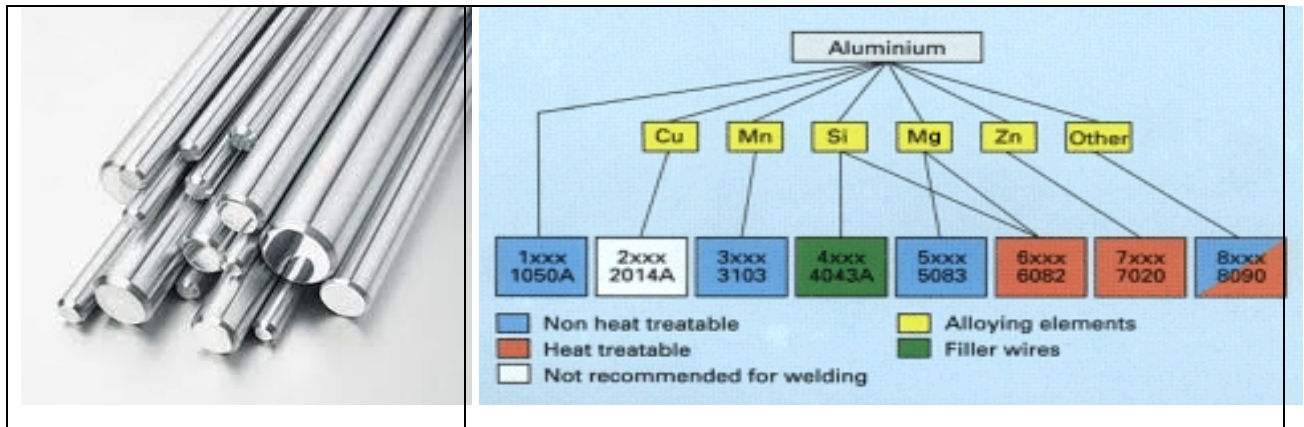 Aluminium
Cu Mn Si Mg Zn Other
1xxx 2xxx 3xxx 4xxx 5xxx 6xxx 7xxx 8xxx
1050A 2014A 3103 4043A 5083 6082 7020 8090
Non heat treatable
Heat treatable
Not recommended for welding
Alloying elements
Filler wires